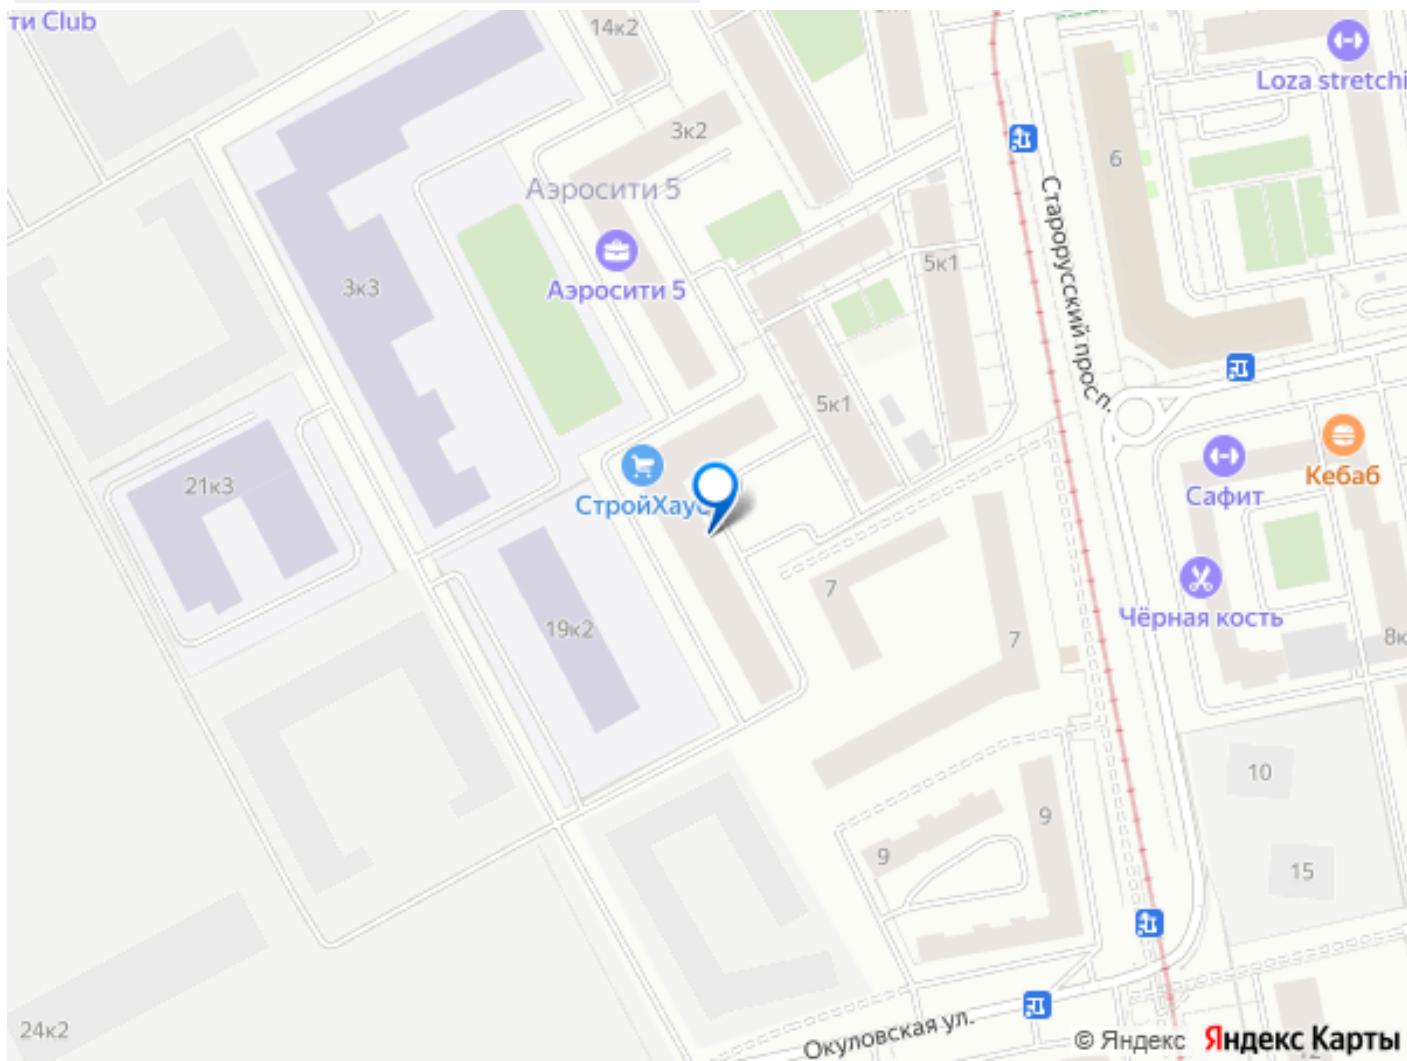 ти Club
14к2
Loza stretchi
3к2
6
Аэросити 5
Старорусский просп.
5к1
3к3
Аэросити 5
5к1
СтройХаус
Кебаб
Сафит
21к3
7
Чёрная кость
19к2
7
8к
10
9
9
15
24к2
Окуловская ул.
© Яндекс Яндекс Карты